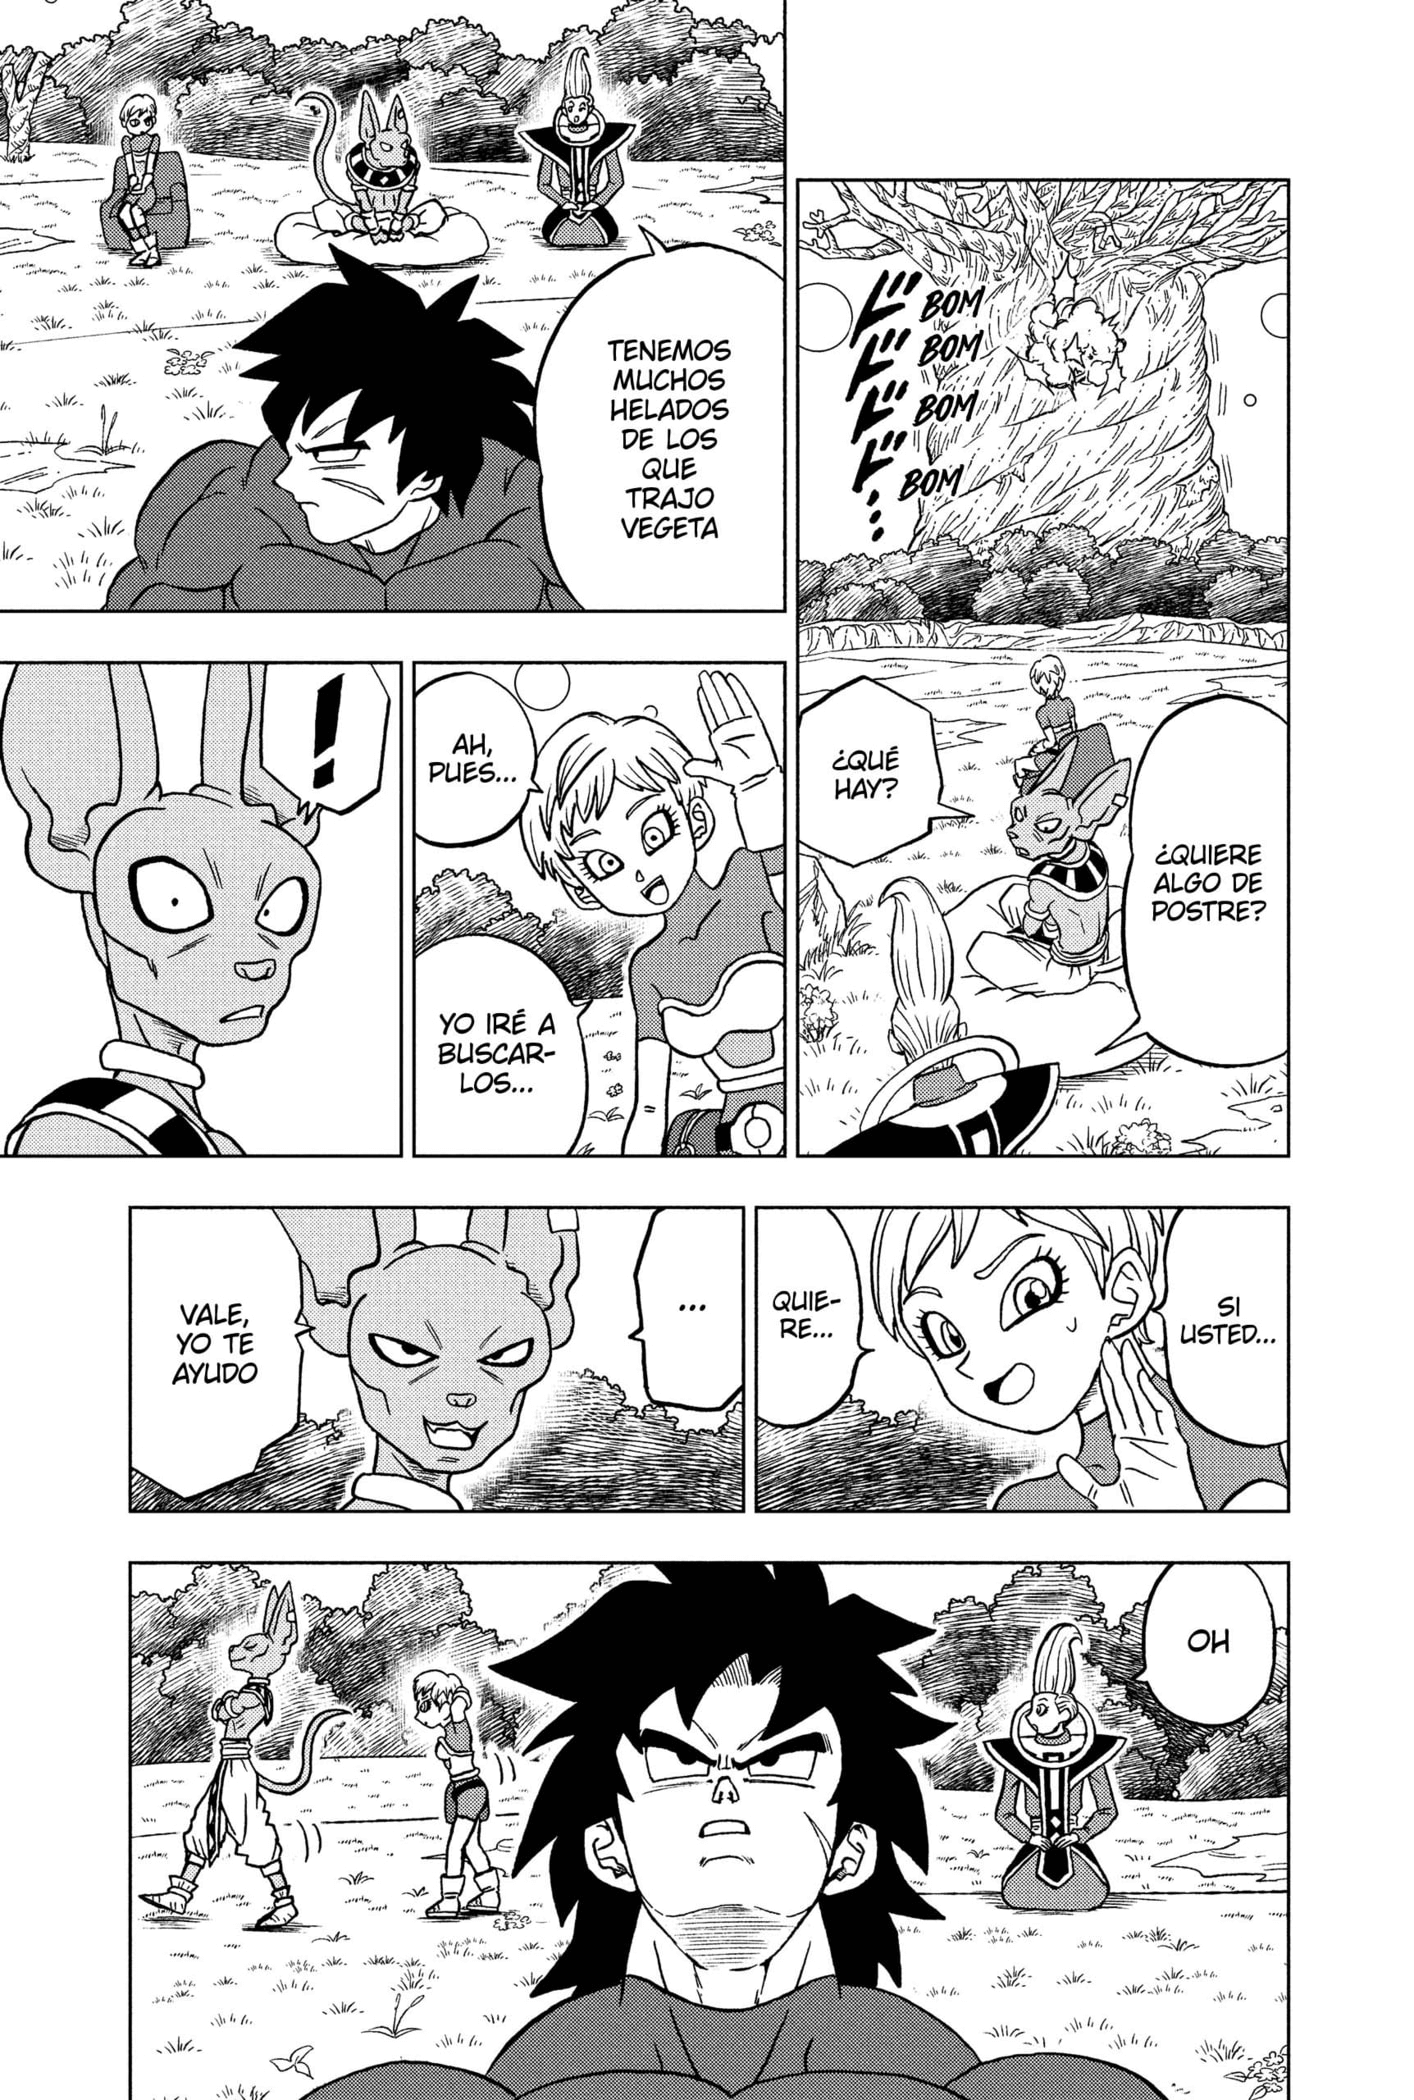 ドドドド...
BOM
BOM
BOM
BOM
¿QUÉ
HAY?
¿QUIERE
ALGO DE
POSTRE?
TENEMOS
MUCHOS
HELADOS
DE LOS
QUE
TRAJO
VEGETA
AH,
PUES...
YO IRÉ A
BUSCAR-
LOS...
!
SI
USTED...
QUIE-
RE...
...
VALE,
YO TE
AYUDO
OH